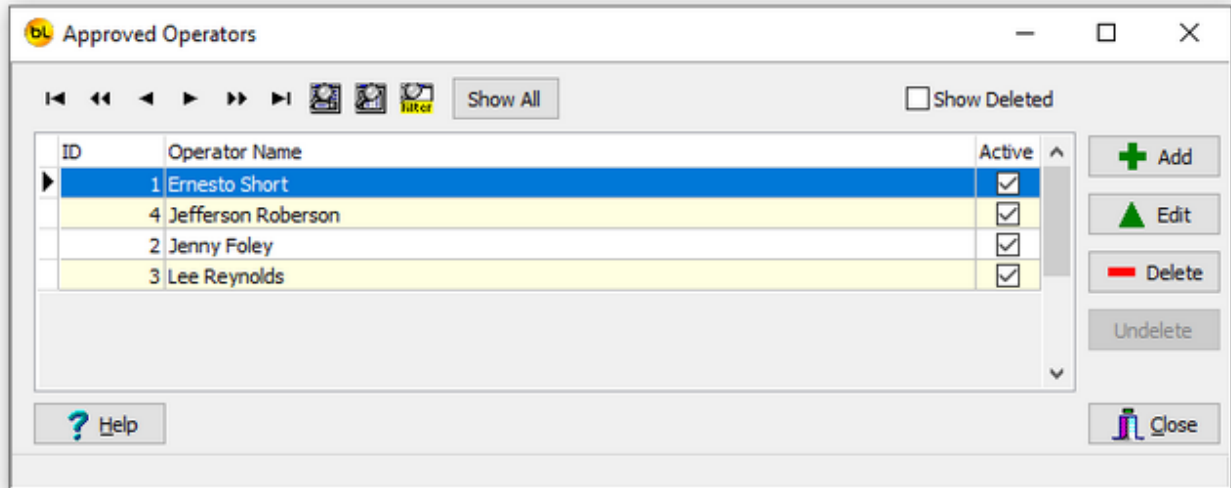 bL Approved Operators
filter Show All Show Deleted
ID Operator Name Active
1 Ernesto Short
4 Jefferson Roberson
2 Jenny Foley
3 Lee Reynolds
Add
Edit
Delete
Undelete
? Help
Close